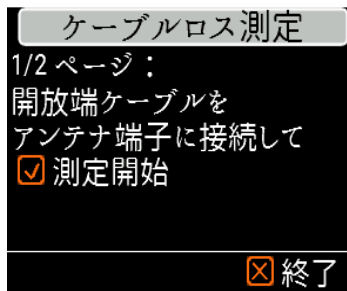 ケーブルロス測定
1/2 ページ：
開放端ケーブルを
アンテナ端子に接続して
測定開始
終了